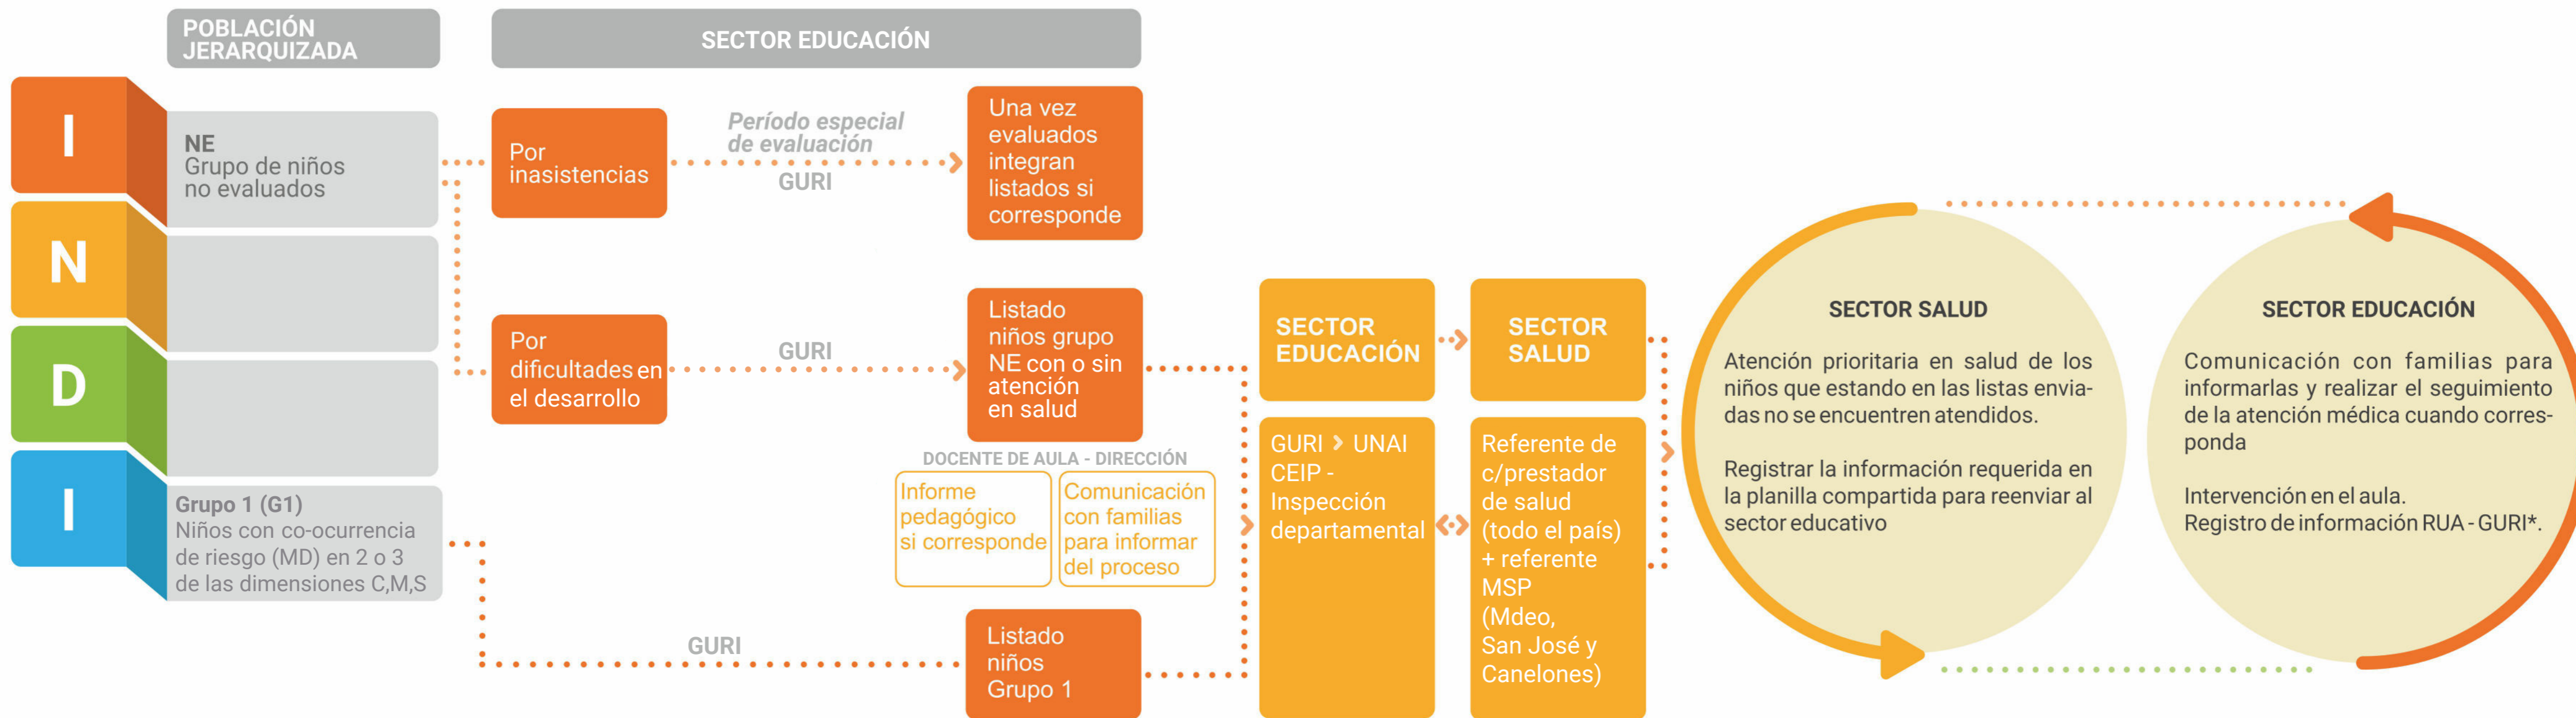 POBLACIÓN
JERARQUIZADA
SECTOR EDUCACIÓN
I
N
D
I
NE
Grupo de niños
no evaluados
Grupo 1 (G1)
Niños con co-ocurrencia
de riesgo (MD) en 2 o 3
de las dimensiones C,M,S
Por
inasistencias
Período especial
de evaluación
GURI
Una vez
evaluados
integran
listados si
corresponde
Por
dificultades en
el desarrollo
GURI
Listado
niños grupo
NE con o sin
atención
en salud
DOCENTE DE AULA - DIRECCIÓN
Informe
pedagógico
si corresponde
Comunicación
con familias
para informar
del proceso
GURI
Listado
niños
Grupo 1
SECTOR
EDUCACIÓN
SECTOR
SALUD
GURI > UNAI
CEIP -
Inspección
departamental
Referente de
c/prestador
de salud
(todo el país)
+ referente
MSP
(Mdeo,
San José y
Canelones)
SECTOR SALUD
Atención prioritaria en salud de los
niños que estando en las listas envia-
das no se encuentren atendidos.
Registrar la información requerida en
la planilla compartida para reenviar al
sector educativo
SECTOR EDUCACIÓN
Comunicación con familias para
informarlas y realizar el seguimiento
de la atención médica cuando corres-
ponda
Intervención en el aula.
Registro de información RUA - GURI*.